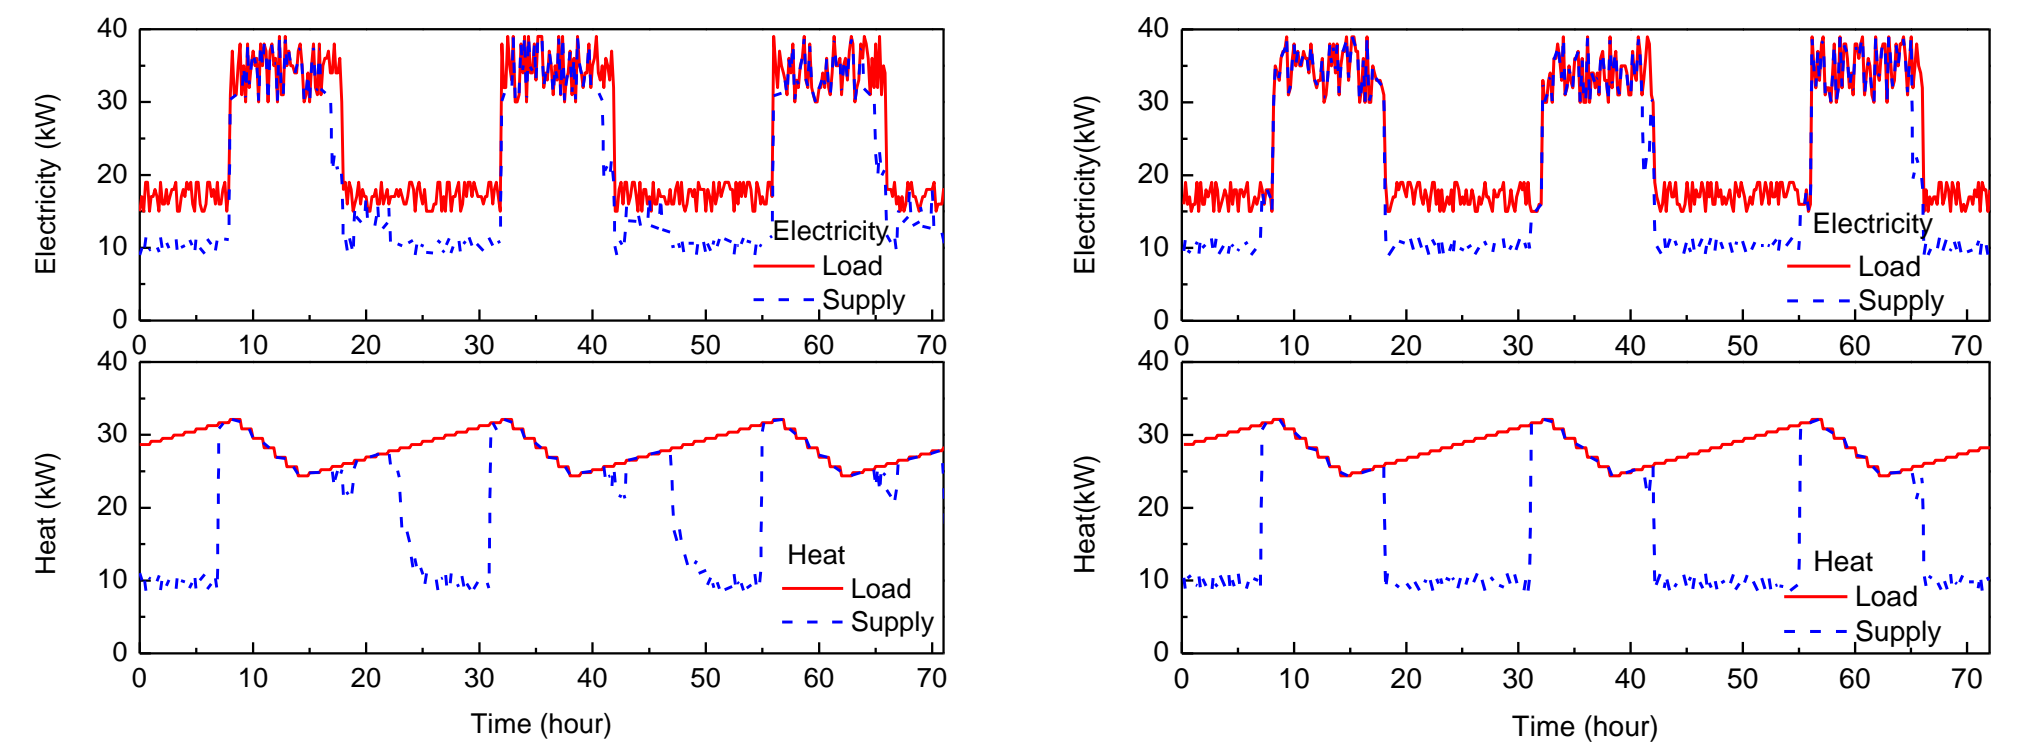 40
30
20
10
0
Electricity (kW)
Electricity
Load
Supply
0 10 20 30 40 50 60 70
40
30
20
10
0
Heat (kW)
Heat
Load
Supply
0 10 20 30 40 50 60 70
Time (hour)
40
30
20
10
0
Electricity(kW)
Electricity
Load
Supply
0 10 20 30 40 50 60 70
40
30
20
10
0
Heat(kW)
Heat
Load
Supply
0 10 20 30 40 50 60 70
Time (hour)